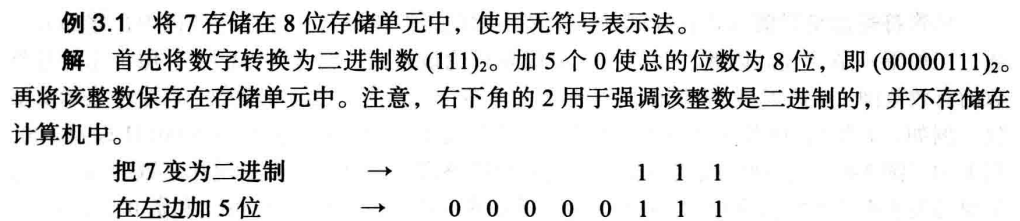 例 3.1 将 7 存储在 8 位存储单元中，使用无符号表示法。
解 首先将数字转换为二进制数 (111)₂。加 5 个 0 使总的位数为 8 位，即 (00000111)₂。
再将该整数保存在存储单元中。注意，右下角的 2 用于强调该整数是二进制的，并不存储在
计算机中。
把 7 变为二进制 → 1 1 1
在左边加 5 位 → 0 0 0 0 0 1 1 1